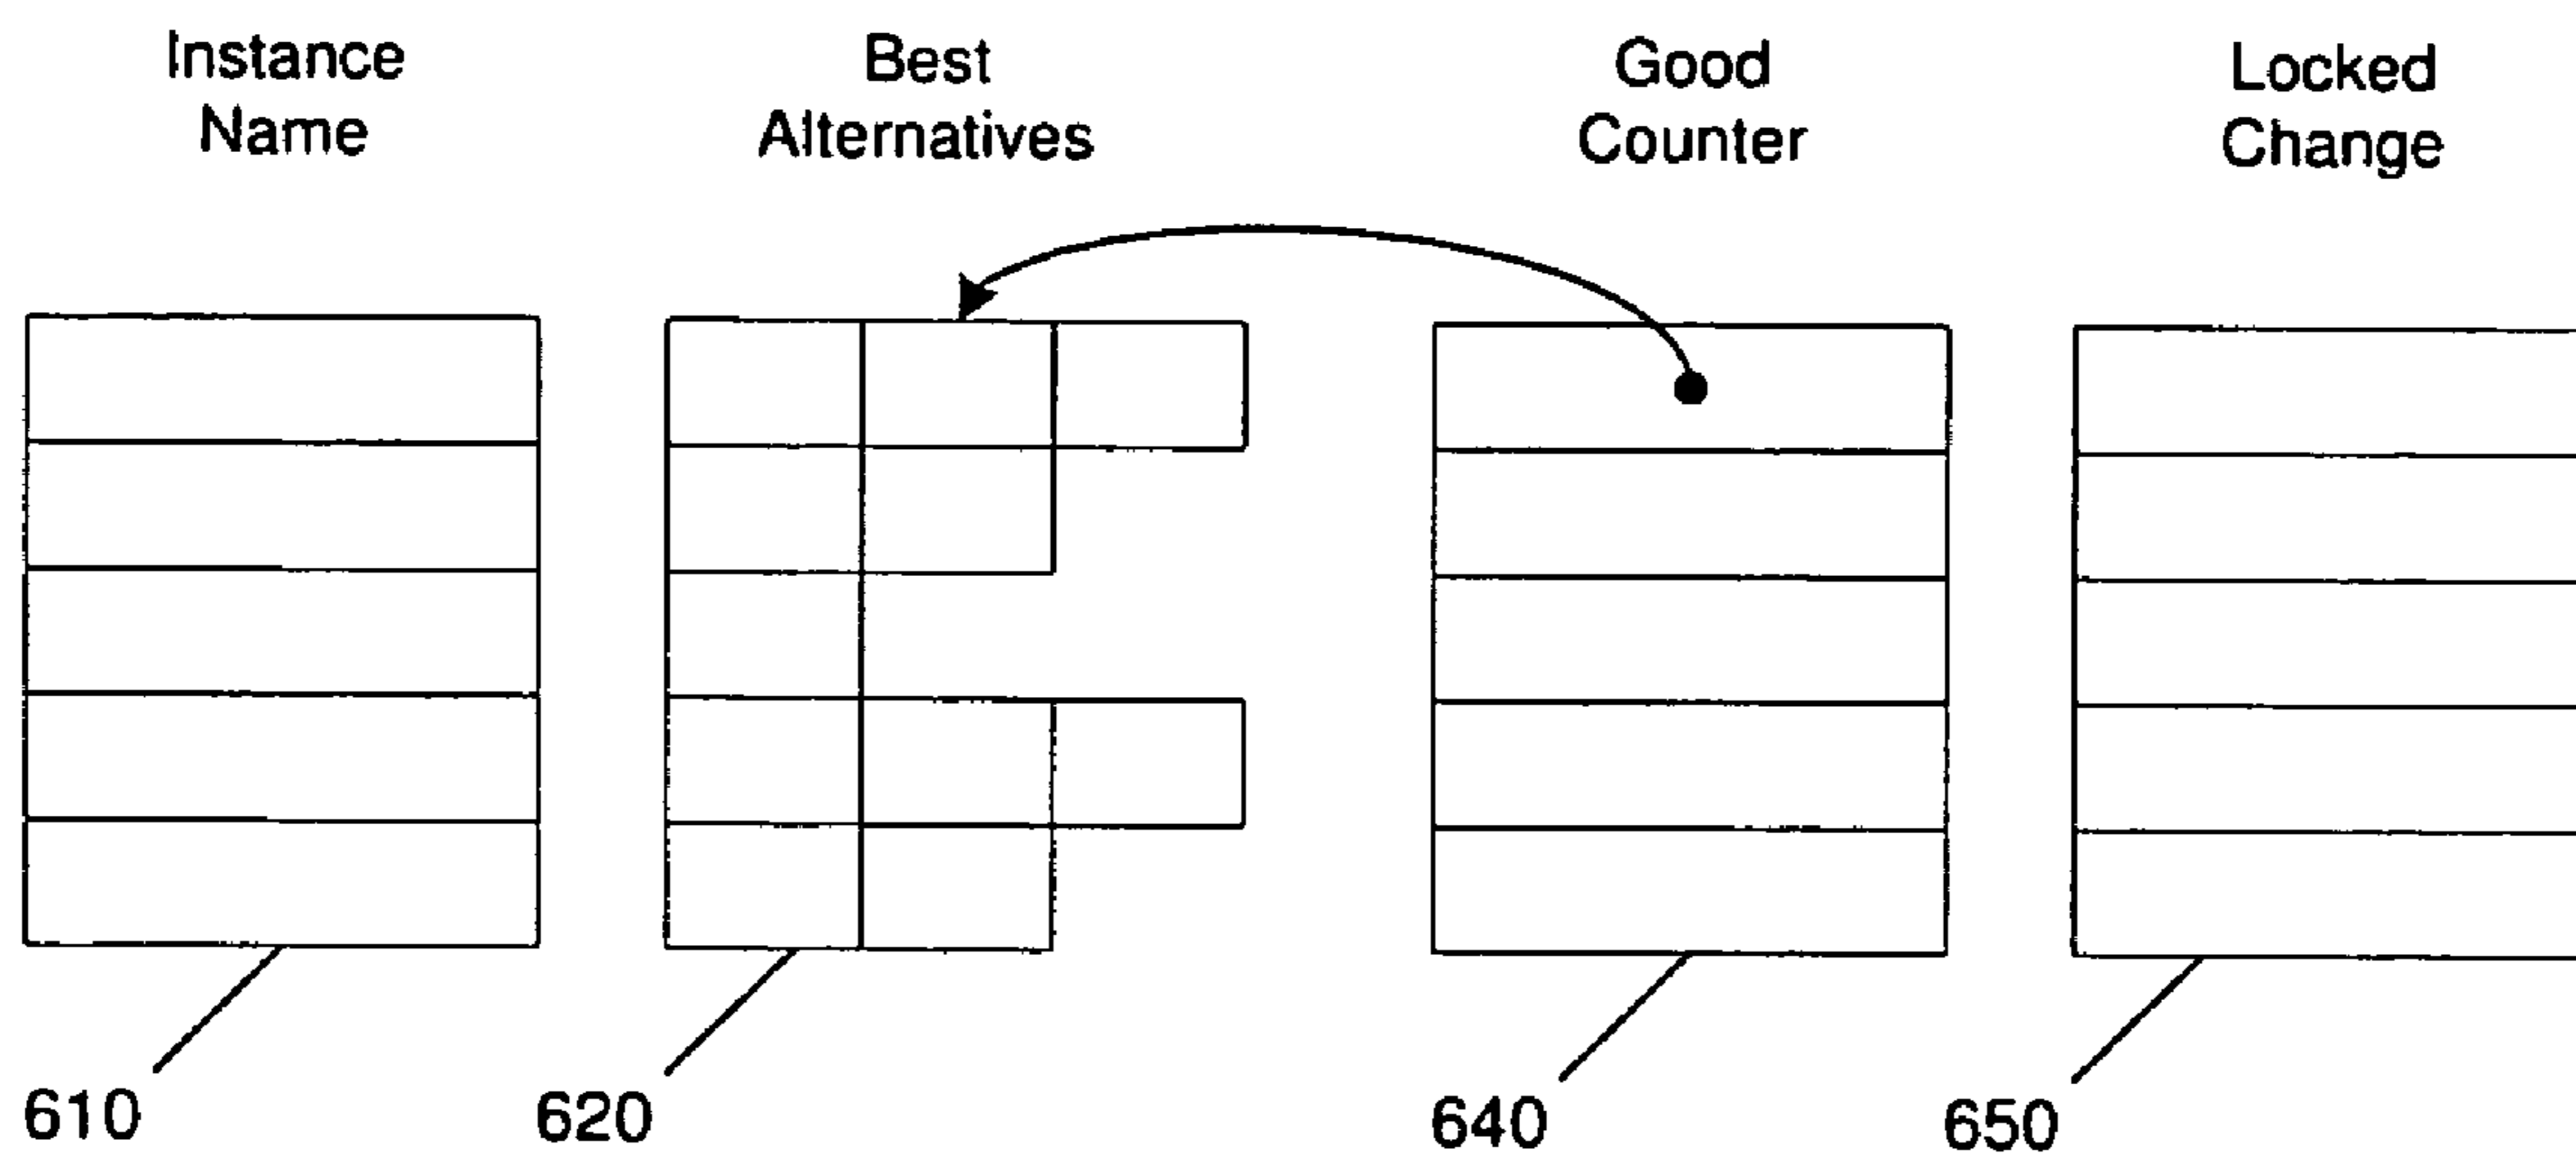 Instance
Name
Best
Alternatives
Good
Counter
Locked
Change
610
620
640
650